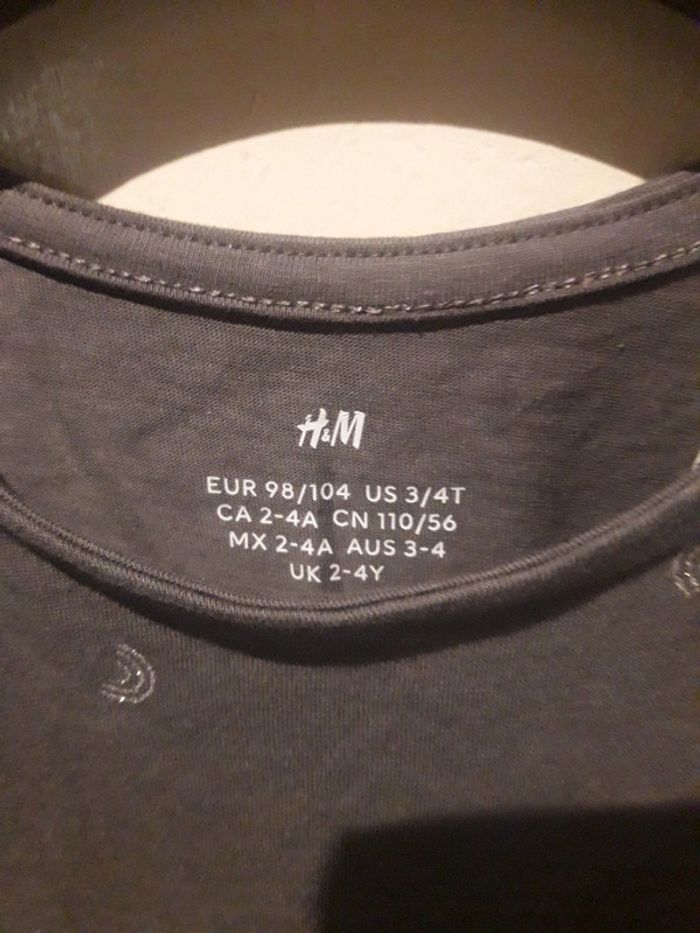 H&M
EUR 98/104 US 3/4T
CA 2-4A CN 110/56
MX 2-4A AUS 3-4
UK 2-4Y